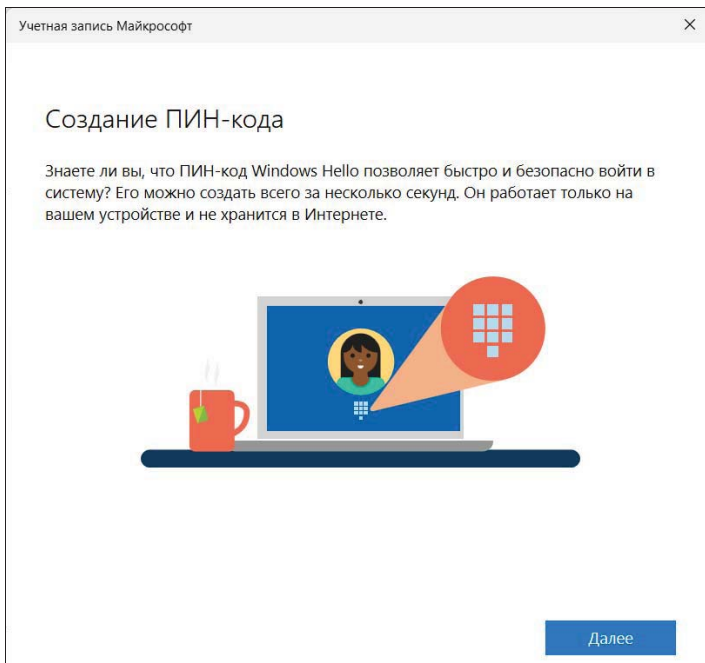 Учетная запись Майкрософт
Создание ПИН-кода
Знаете ли вы, что ПИН-код Windows Hello позволяет быстро и безопасно войти в
систему? Его можно создать всего за несколько секунд. Он работает только на
вашем устройстве и не хранится в Интернете.
Далее